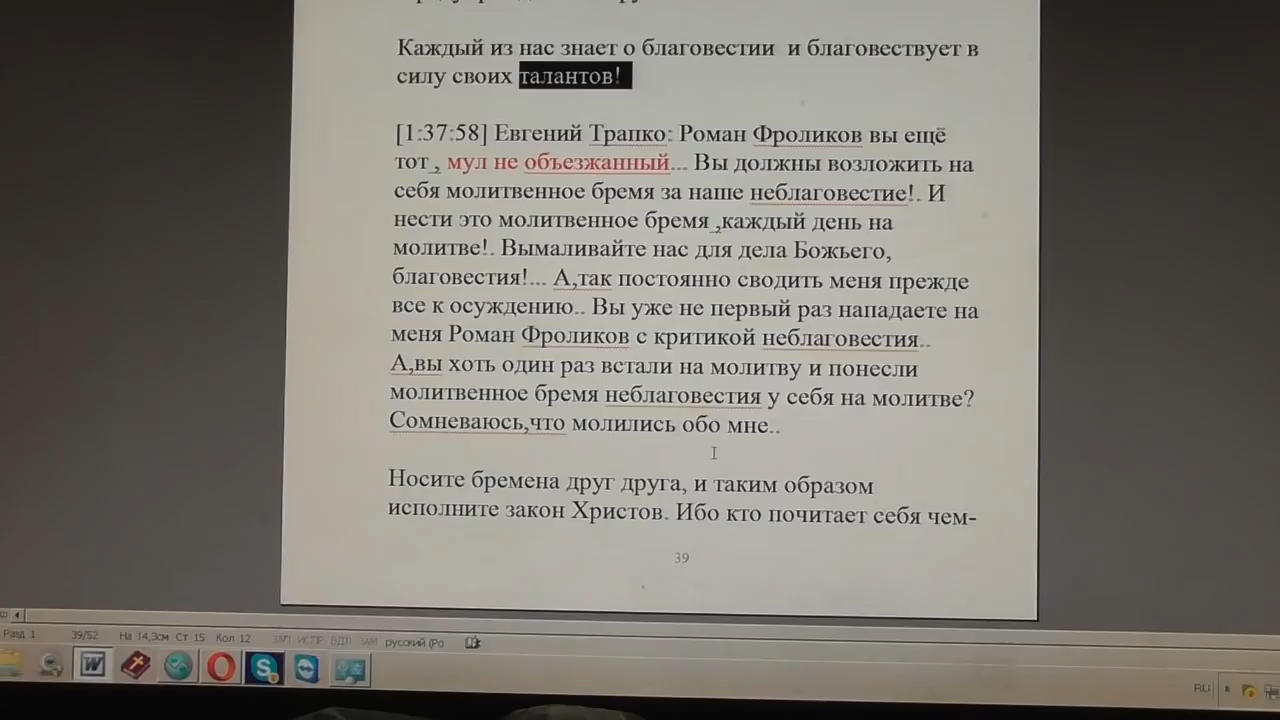 Каждый из нас знает о благовестии и благовествует в
силу своих талантов!
[1:37:58] Евгений Трапко: Роман Фроликов вы ещё
тот , мул не объезжанный... Вы должны возложить на
себя молитвенное бремя за наше неблаговестие!. И
нести это молитвенное бремя ,каждый день на
молитве!. Вымаливайте нас для дела Божьего,
благовестия!... А,так постоянно сводить меня прежде
все к осуждению.. Вы уже не первый раз нападаете на
меня Роман Фроликов с критикой неблаговестия..
А,вы хоть один раз встали на молитву и понесли
молитвенное бремя неблаговестия у себя на молитве?
Сомневаюсь,что молились обо мне..
Носите бремена друг друга, и таким образом
исполните закон Христов. Ибо кто почитает себя чем-
39
Разд 1 39/52 На 14,3см Ст 15 Кол 12 ЗАП ИСПР ВДЛ ЗАМ русский (Ро
RU